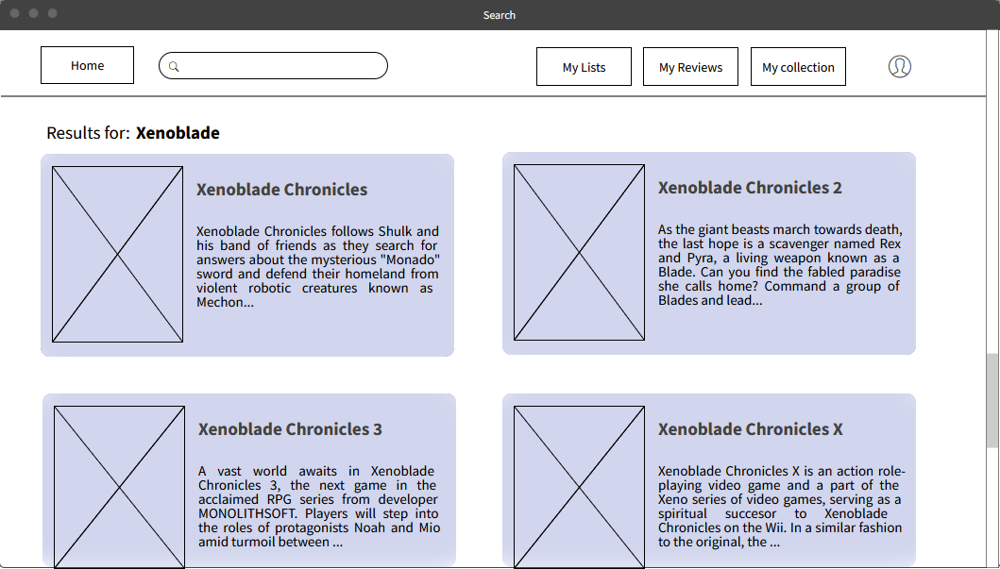 Search
Home
My Lists
My Reviews
My collection
Results for: Xenoblade
Xenoblade Chronicles
Xenoblade Chronicles follows Shulk and
his band of friends as they search for
answers about the mysterious "Monado"
sword and defend their homeland from
violent robotic creatures known as
Mechon...
Xenoblade Chronicles 2
As the giant beasts march towards death,
the last hope is a scavenger named Rex
and Pyra, a living weapon known as a
Blade. Can you find the fabled paradise
she calls home? Command a group of
Blades and lead...
Xenoblade Chronicles 3
A vast world awaits in Xenoblade
Chronicles 3, the next game in the
acclaimed RPG series from developer
MONOLITHSOFT. Players will step into
the roles of protagonists Noah and Mio
amid turmoil between ...
Xenoblade Chronicles X
Xenoblade Chronicles X is an action role-
playing video game and a part of the
Xeno series of video games, serving as a
spiritual succesor to Xenoblade
Chronicles on the Wii. In a similar fashion
to the original, the ...